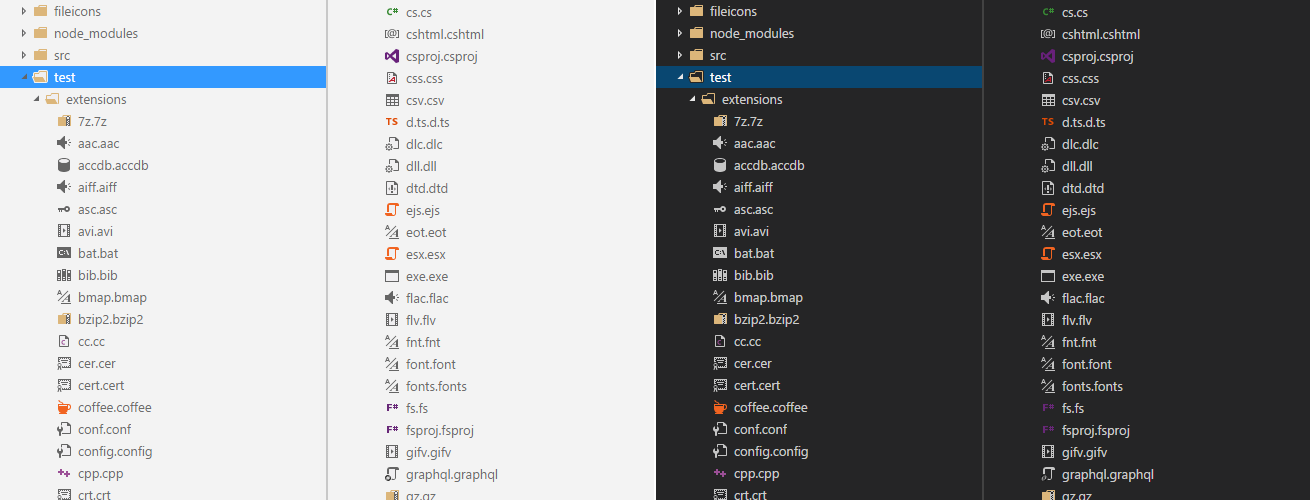 fileicons
node_modules
src
test
extensions
7z.7z
aac.aac
accdb.accdb
aiff.aiff
asc.asc
avi.avi
C:\ bat.bat
bib.bib
bmap.bmap
bzip2.bzip2
cc.cc
cer.cer
cert.cert
coffee.coffee
conf.conf
config.config
cpp.cpp
crt.crt
C# cs.cs
[@] cshtml.cshtml
csproj.csproj
css.css
csv.csv
TS d.ts.d.ts
dlc.dlc
dll.dll
dtd.dtd
ejs.ejs
A/A eot.eot
esx.esx
exe.exe
flac.flac
flv.flv
A/A fnt.fnt
A/A font.font
A/A fonts.fonts
F# fs.fs
F# fsproj.fsproj
gifv.gifv
graphql.graphql
gz.gz
fileicons
node_modules
src
test
extensions
7z.7z
aac.aac
accdb.accdb
aiff.aiff
asc.asc
avi.avi
C:\ bat.bat
bib.bib
bmap.bmap
bzip2.bzip2
cc.cc
cer.cer
cert.cert
coffee.coffee
conf.conf
config.config
cpp.cpp
crt.crt
C# cs.cs
[@] cshtml.cshtml
csproj.csproj
css.css
csv.csv
TS d.ts.d.ts
dlc.dlc
dll.dll
dtd.dtd
ejs.ejs
A/A eot.eot
esx.esx
exe.exe
flac.flac
flv.flv
A/A fnt.fnt
A/A font.font
A/A fonts.fonts
F# fs.fs
F# fsproj.fsproj
gifv.gifv
graphql.graphql
gz.gz